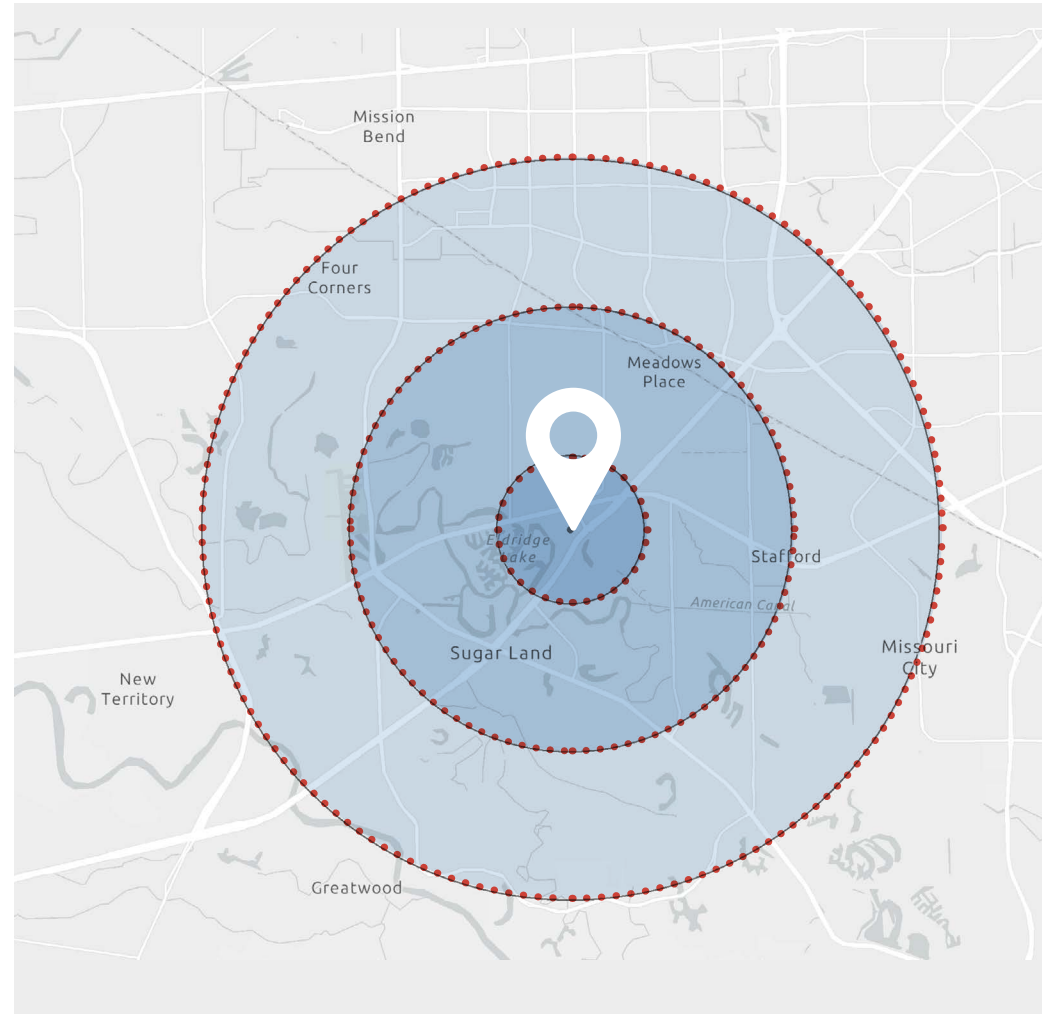 Mission
Bend
Four
Corners
Meadows
Place
Eldridge
Lake
Stafford
American Canal
Sugar Land
Missouri
City
New
Territory
Greatwood